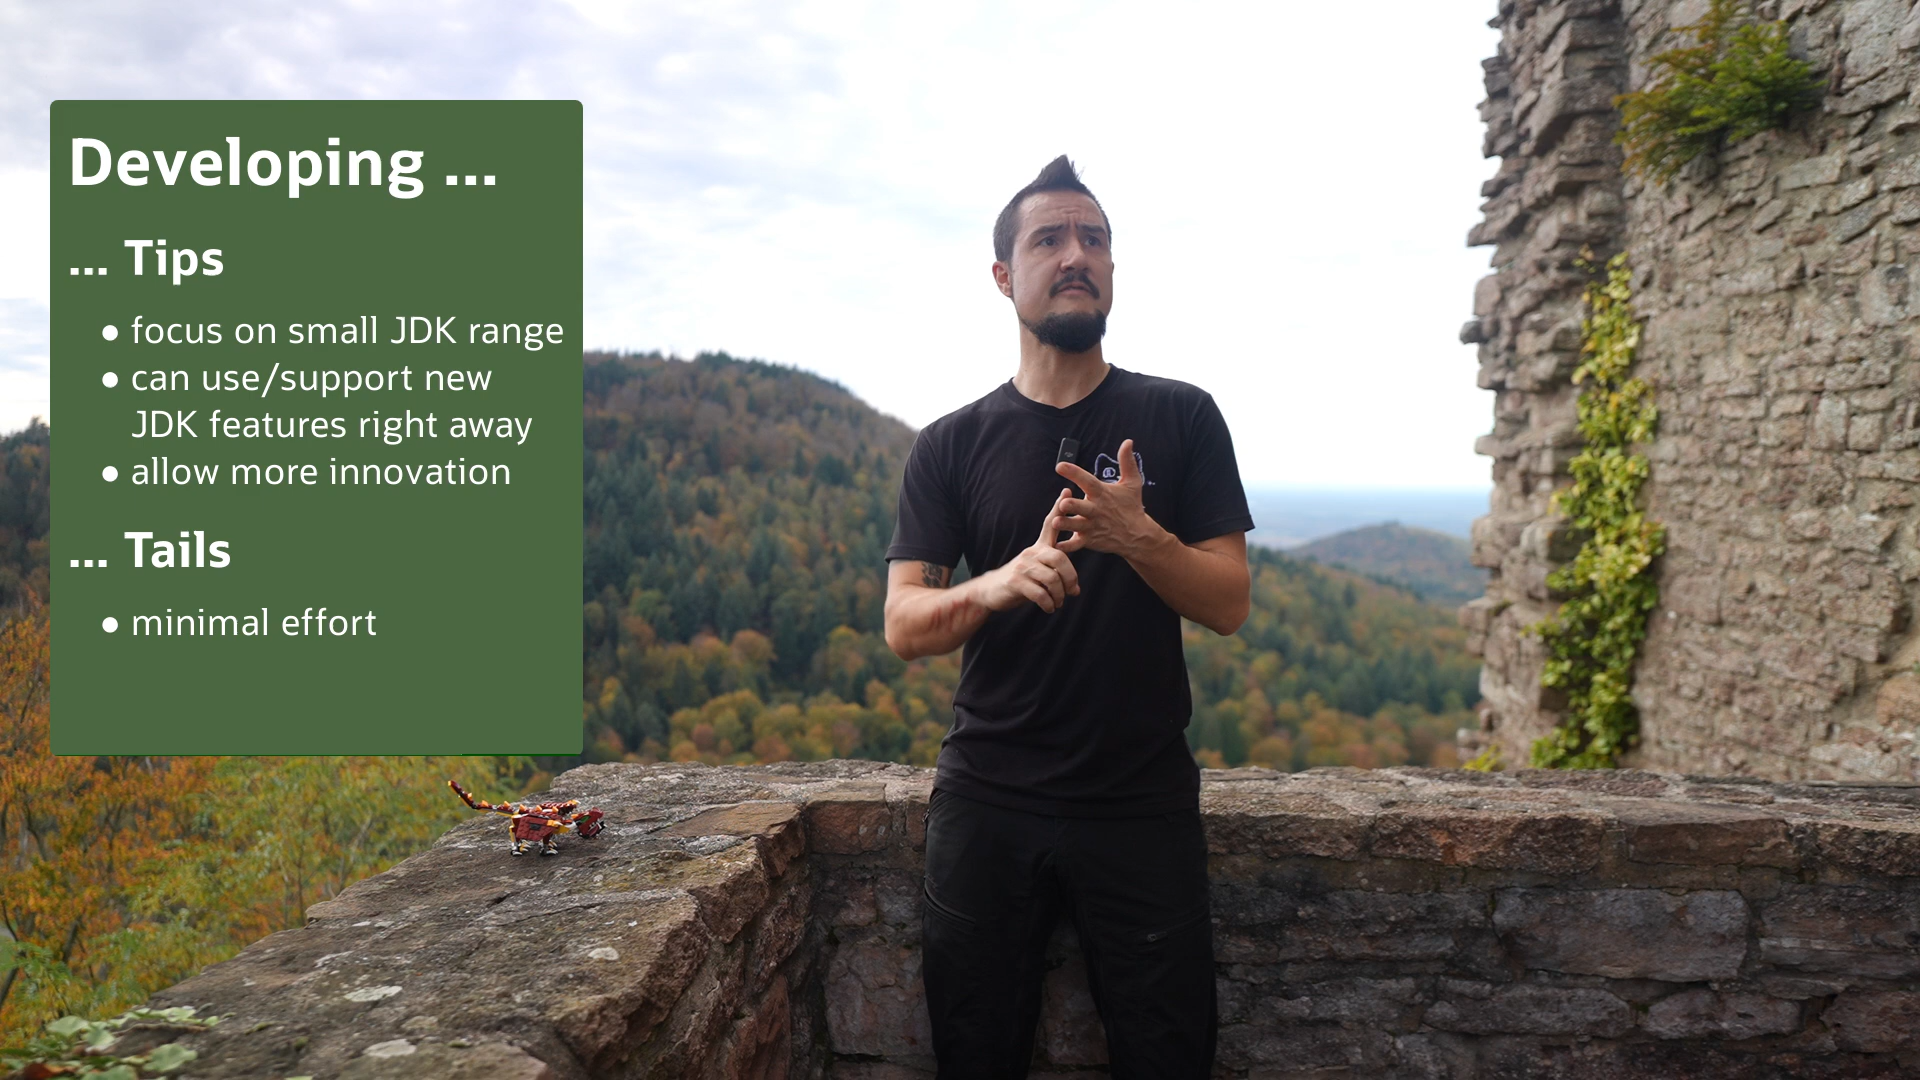 Developing ...
... Tips
• focus on small JDK range
• can use/support new
JDK features right away
• allow more innovation
... Tails
• minimal effort